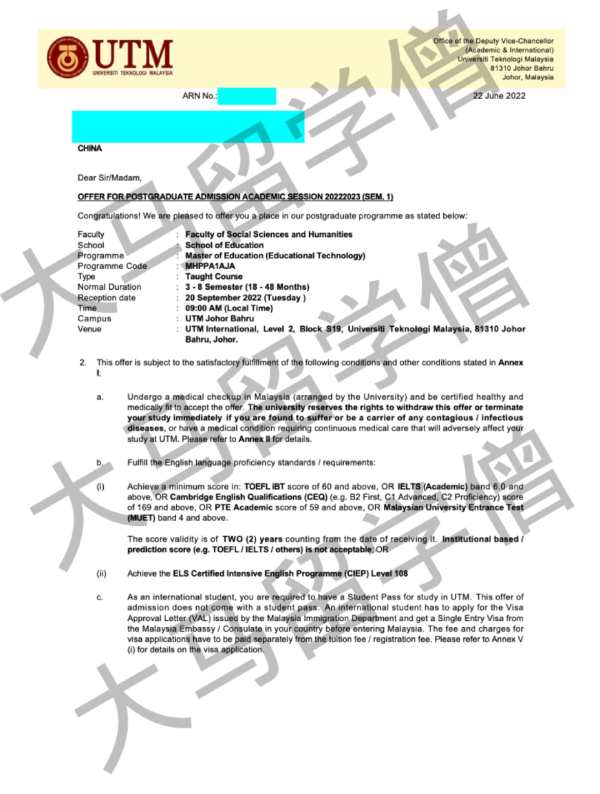 UTM
UNIVERSITI TEKNOLOGI MALAYSIA
Office of the Deputy Vice-Chancellor
(Academic & International)
Universiti Teknologi Malaysia
81310 Johor Bahru
Johor, Malaysia
ARN No.:
22 June 2022
CHINA
Dear Sir/Madam,
OFFER FOR POSTGRADUATE ADMISSION ACADEMIC SESSION 20222023 (SEM. 1)
Congratulations! We are pleased to offer you a place in our postgraduate programme as stated below:
Faculty : Faculty of Social Sciences and Humanities
School : School of Education
Programme : Master of Education (Educational Technology)
Programme Code : MHPPA1AJA
Type : Taught Course
Normal Duration : 3 - 8 Semester (18 - 48 Months)
Reception date : 20 September 2022 (Tuesday )
Time : 09:00 AM (Local Time)
Campus : UTM Johor Bahru
Venue : UTM International, Level 2, Block S19, Universiti Teknologi Malaysia, 81310 Johor
Bahru, Johor.
2. This offer is subject to the satisfactory fulfillment of the following conditions and other conditions stated in Annex
I;
a. Undergo a medical checkup in Malaysia (arranged by the University) and be certified healthy and
medically fit to accept the offer. The university reserves the rights to withdraw this offer or terminate
your study immediately if you are found to suffer or be a carrier of any contagious / infectious
diseases, or have a medical condition requiring continuous medical care that will adversely affect your
study at UTM. Please refer to Annex II for details.
b. Fulfill the English language proficiency standards / requirements:
(i) Achieve a minimum score in: TOEFL iBT score of 60 and above, OR IELTS (Academic) band 6.0 and
above, OR Cambridge English Qualifications (CEQ) (e.g. B2 First, C1 Advanced, C2 Proficiency) score
of 169 and above, OR PTE Academic score of 59 and above, OR Malaysian University Entrance Test
(MUET) band 4 and above.
The score validity is of TWO (2) years counting from the date of receiving it. Institutional based /
prediction score (e.g. TOEFL / IELTS / others) is not acceptable; OR
(ii) Achieve the ELS Certified Intensive English Programme (CIEP) Level 108
c. As an international student, you are required to have a Student Pass for study in UTM. This offer of
admission does not come with a student pass. An international student has to apply for the Visa
Approval Letter (VAL) issued by the Malaysia Immigration Department and get a Single Entry Visa from
the Malaysia Embassy / Consulate in your country before entering Malaysia. The fee and charges for
visa applications have to be paid separately from the tuition fee / registration fee. Please refer to Annex V
(i) for details on the visa application.
大马留学僧
大马留学僧
大马留学僧